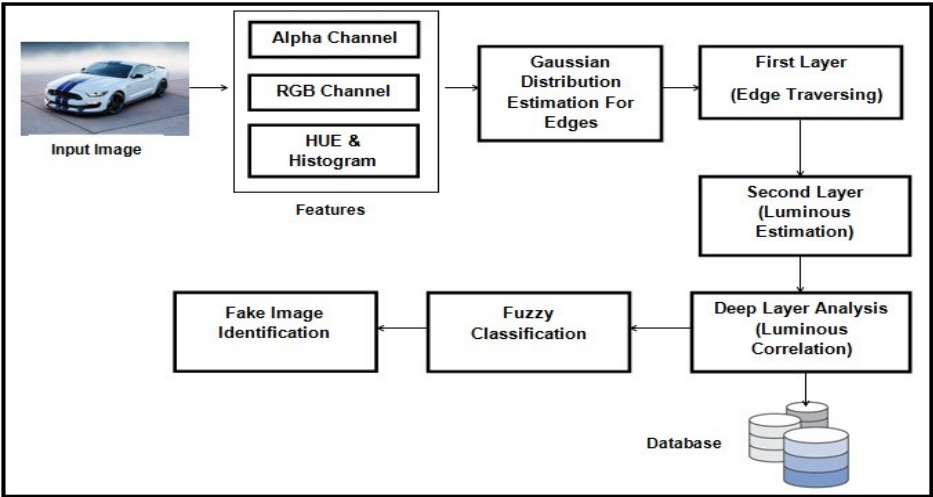 Input Image
Alpha Channel
RGB Channel
HUE &
Histogram
Features
Gaussian
Distribution
Estimation For
Edges
First Layer
(Edge Traversing)
Second Layer
(Luminous
Estimation)
Deep Layer Analysis
(Luminous
Correlation)
Fuzzy
Classification
Fake Image
Identification
Database